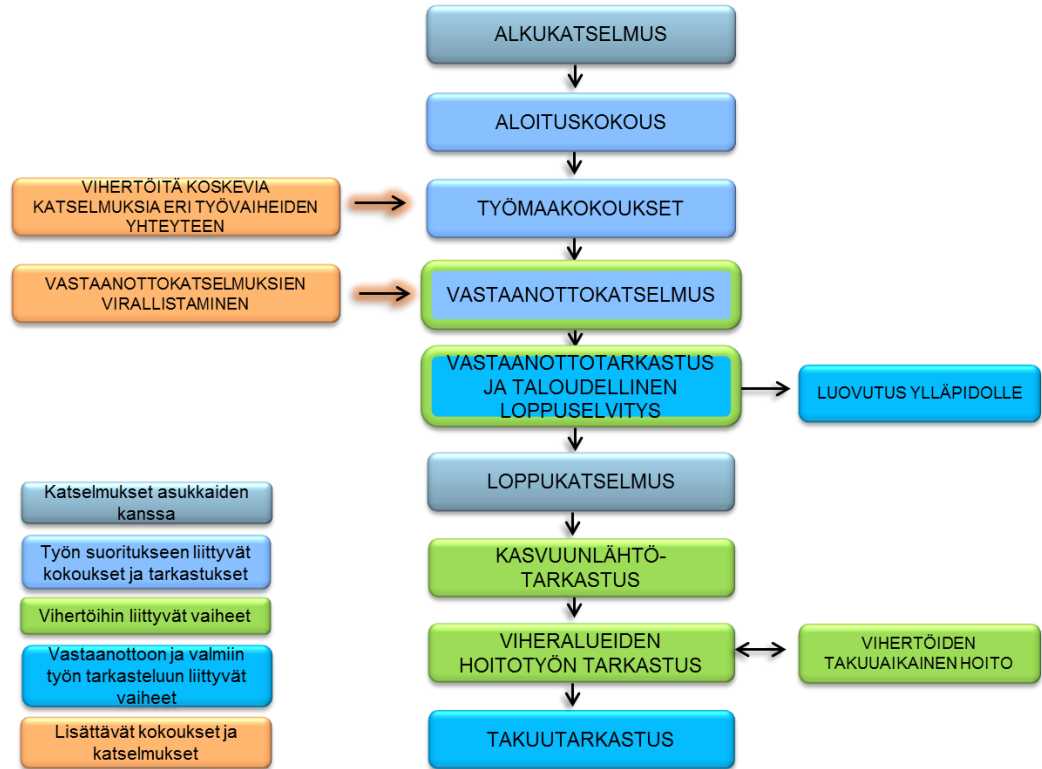 ALKUKATSELMUS
ALOITUSKOKOUS
VIHERTÖITÄ KOSKEVIA
KATSELMUKSIA ERI TYÖVAIHEIDEN
YHTEYTEEN
TYÖMAAKOKOUKSET
VASTAANOTTOKATSELMUKSIEN
VIRALLISTAMINEN
VASTAANOTTOKATSELMUS
VASTAANOTTOTARKASTUS
JA TALOUDELLINEN
LOPPUSELVITYS
LUOVUTUS YLLÄPIDOLLE
LOPPUKATSELMUS
KASVUUNLÄHTÖ-
TARKASTUS
VIHERALUEIDEN
HOITOTYÖN TARKASTUS
VIHERTÖIDEN
TAKUUAIKAINEN HOITO
TAKUUTARKASTUS
Katselmukset asukkaiden
kanssa
Työn suoritukseen liittyvät
kokoukset ja tarkastukset
Vihertöihin liittyvät vaiheet
Vastaanottoon ja valmiin
työn tarkasteluun liittyvät
vaiheet
Lisättävät kokoukset ja
katselmukset